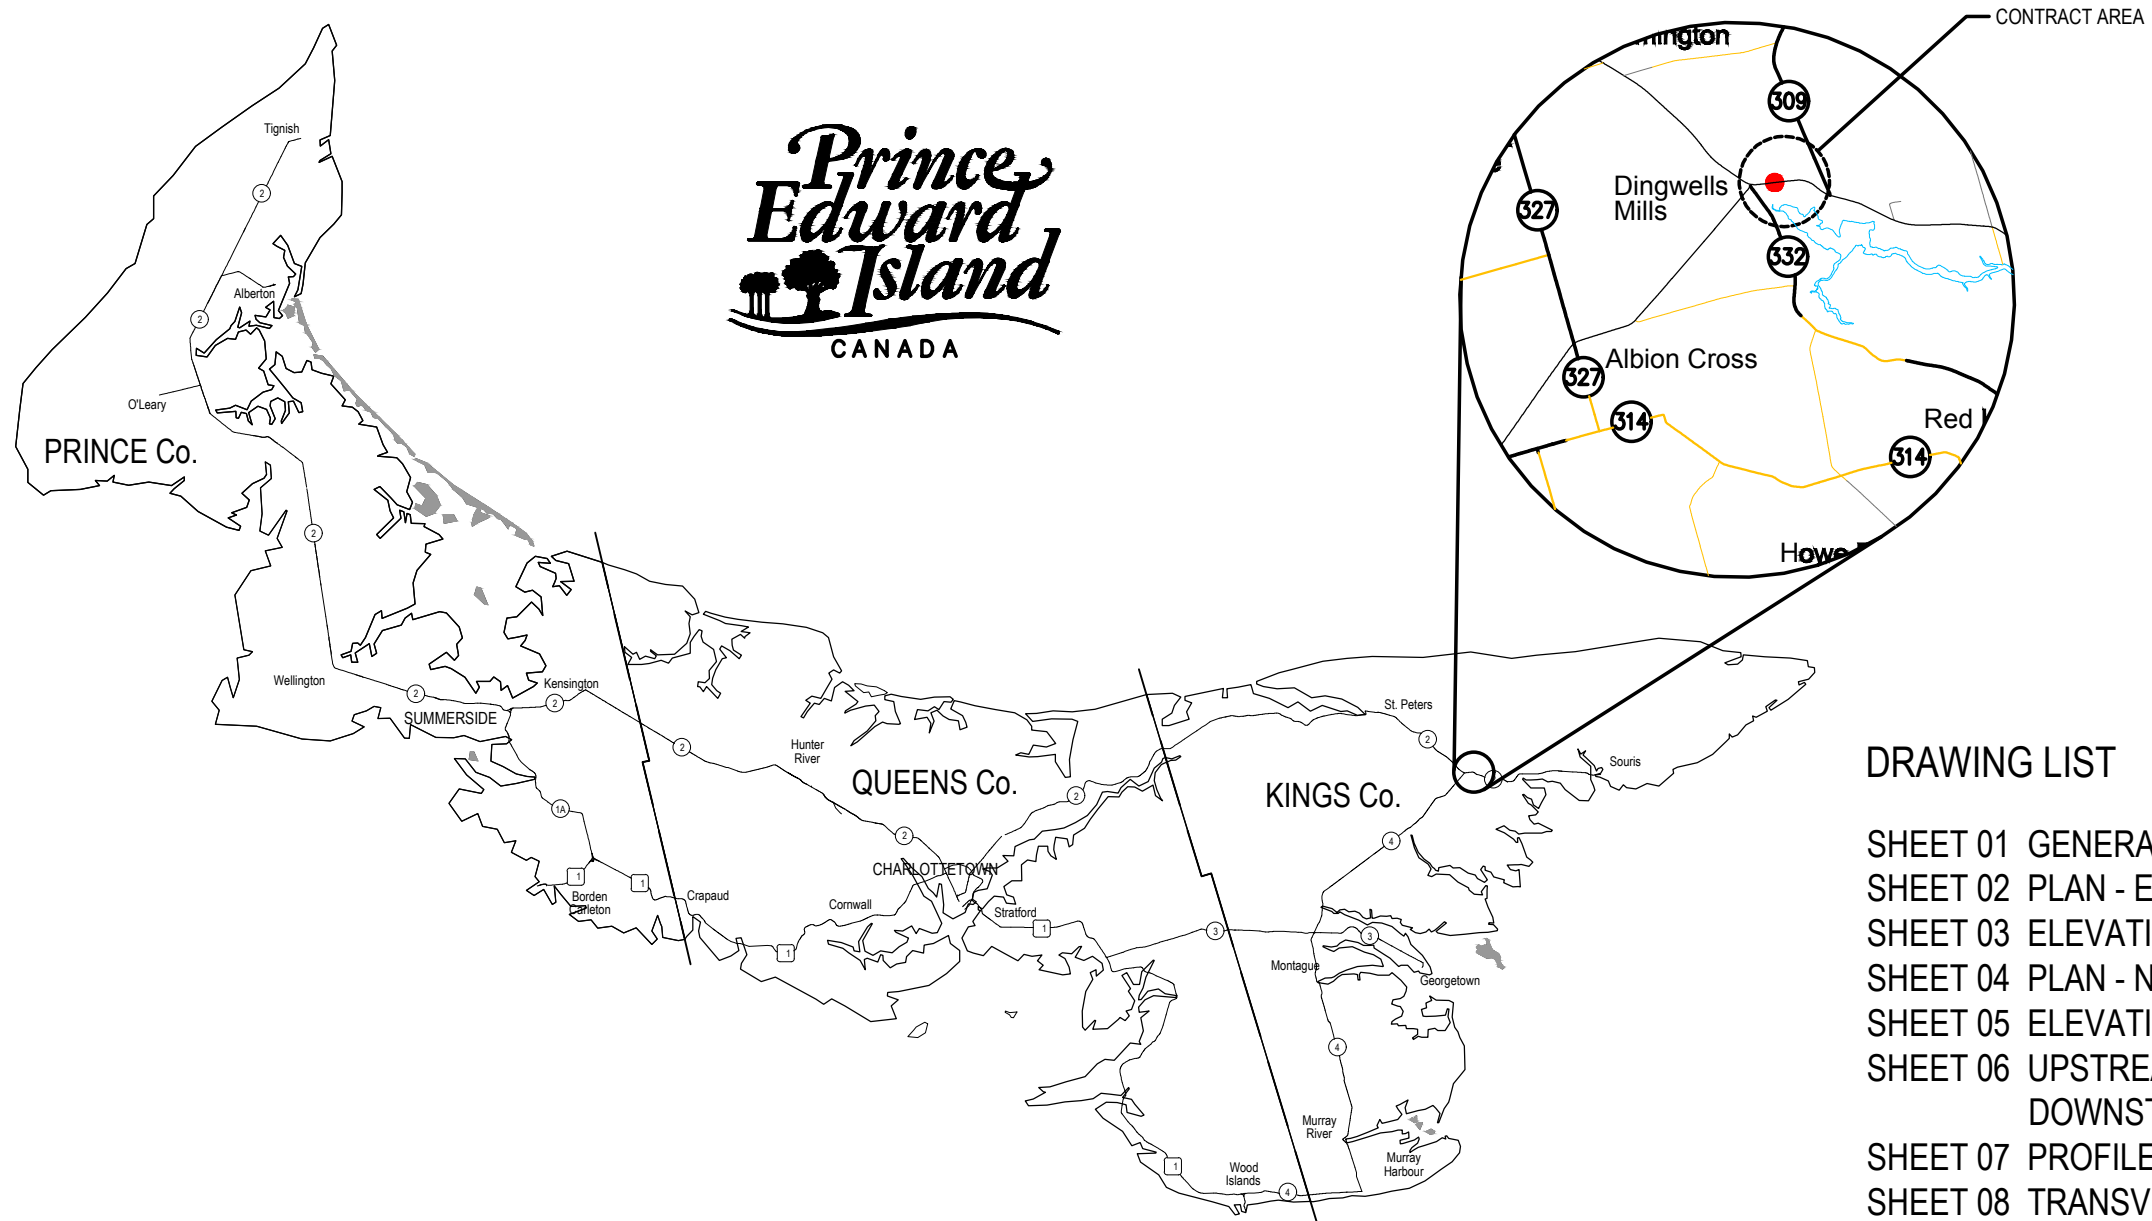 CONTRACT AREA
309
Dingwells
Mills
327
332
Albion Cross
327
314
Red
314
Prince
Edward
Island
CANADA
Tignish
2
Alberton
2
O'Leary
PRINCE Co.
2
Wellington
2
SUMMERSIDE
Kensington
2
2
Hunter
River
QUEENS Co.
2
2
1A
CHARLOTTETOWN
1
1
Borden
Carleton
Crapaud
Cornwall
1
Stratford
1
St. Peters
2
Souris
KINGS Co.
4
3
3
Montague
Georgetown
4
Murray
River
Murray
Harbour
1
Wood
Islands
4
DRAWING LIST
SHEET 01
SHEET 02 PLAN -
SHEET 03
SHEET 04 PLAN -
SHEET 05
SHEET 06
SHEET 07 PROFILE
SHEET 08